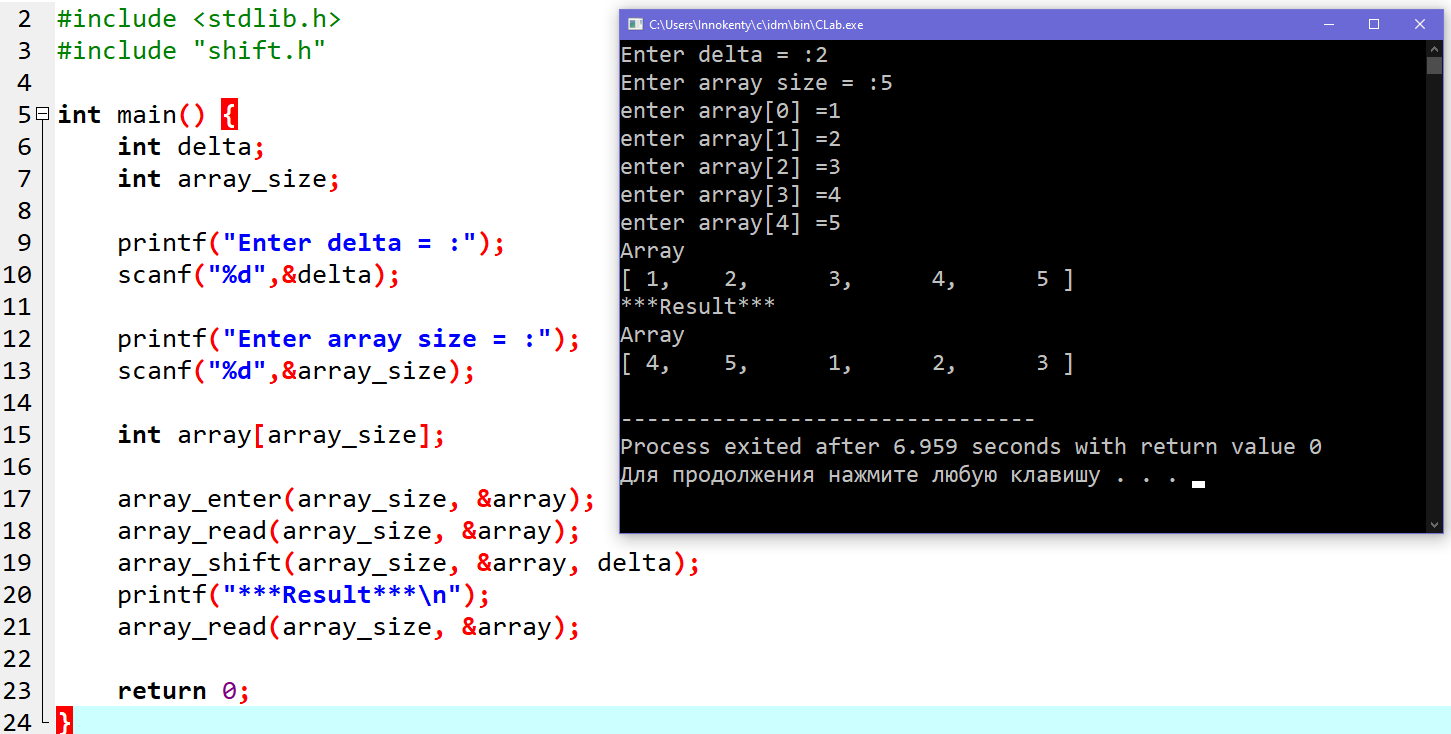 2 #include <stdlib.h>
3 #include "shift.h"
4
5 int main() {
6     int delta;
7     int array_size;
8
9     printf("Enter delta = :");
10     scanf("%d",&delta);
11
12     printf("Enter array size = :");
13     scanf("%d",&array_size);
14
15     int array[array_size];
16
17     array_enter(array_size, &array);
18     array_read(array_size, &array);
19     array_shift(array_size, &array, delta);
20     printf("***Result***\n");
21     array_read(array_size, &array);
22
23     return 0;
24 }
C:\Users\Innokenty\c\idm\bin\CLab.exe
Enter delta = :2
Enter array size = :5
enter array[0] =1
enter array[1] =2
enter array[2] =3
enter array[3] =4
enter array[4] =5
Array
[ 1,    2,      3,      4,      5 ]
***Result***
Array
[ 4,    5,      1,      2,      3 ]
--------------------------------
Process exited after 6.959 seconds with return value 0
Для продолжения нажмите любую клавишу . . .